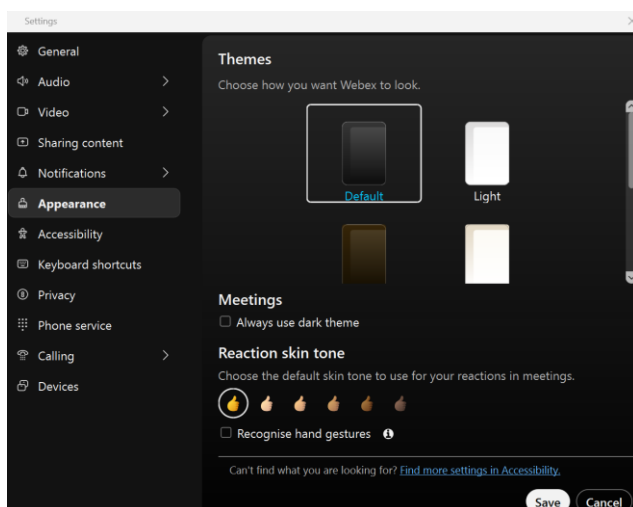 Settings
General
Audio
Video
Sharing content
Notifications
Appearance
Accessibility
Keyboard shortcuts
Privacy
Phone service
Calling
Devices
Themes
Choose how you want Webex to look.
Default
Light
Meetings
Always use dark theme
Reaction skin tone
Choose the default skin tone to use for your reactions in meetings.
Recognise hand gestures
Can't find what you are looking for? Find more settings in Accessibility.
Save
Cancel